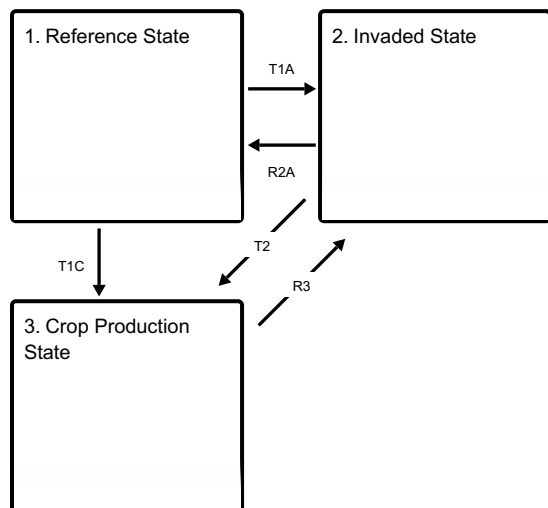 1. Reference State
2. Invaded State
T1A
R2A
T1C
T2
R3
3. Crop Production
State